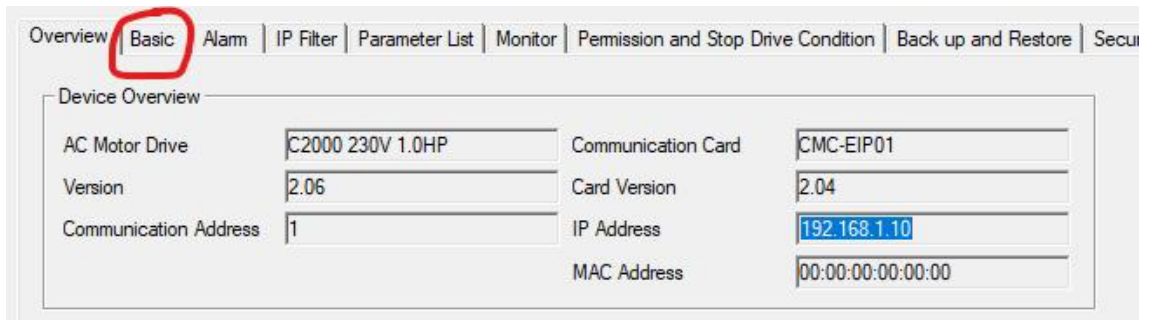 Overview Basic Alarm IP Filter Parameter List Monitor Permission and Stop Drive Condition Back up and Restore Secur
Device Overview
AC Motor Drive C2000 230V 1.0HP Communication Card CMC-EIP01
Version 2.06 Card Version 2.04
Communication Address 1 IP Address 192.168.1.10
MAC Address 00:00:00:00:00:00